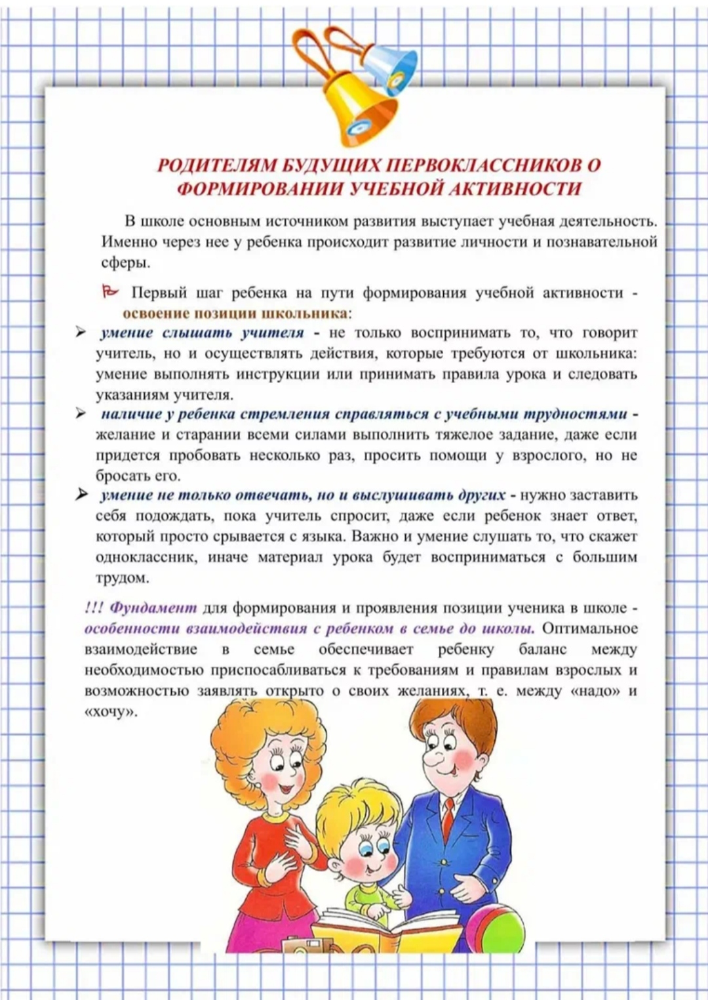 РОДИТЕЛЯМ БУДУЩИХ ПЕРВОКЛАССНИКОВ О
ФОРМИРОВАНИИ УЧЕБНОЙ АКТИВНОСТИ
В школе основным источником развития выступает учебная деятельность.
Именно через нее у ребенка происходит развитие личности и познавательной
сферы.
Первый шаг ребенка на пути формирования учебной активности -
освоение позиции школьника:
умение слышать учителя - не только воспринимать то, что говорит
учитель, но и осуществлять действия, которые требуются от школьника:
умение выполнять инструкции или принимать правила урока и следовать
указаниям учителя.
наличие у ребенка стремления справляться с учебными трудностями -
желание и старании всеми силами выполнить тяжелое задание, даже если
придется пробовать несколько раз, просить помощи у взрослого, но не
бросать его.
умение не только отвечать, но и выслушивать других - нужно заставить
себя подождать, пока учитель спросит, даже если ребенок знает ответ,
который просто срывается с языка. Важно и умение слушать то, что скажет
одноклассник, иначе материал урока будет восприниматься с большим
трудом.
!!! Фундамент для формирования и проявления позиции ученика в школе -
особенности взаимодействия с ребенком в семье до школы. Оптимальное
взаимодействие в семье обеспечивает ребенку баланс между
необходимостью приспосабливаться к требованиям и правилам взрослых и
возможностью заявлять открыто о своих желаниях, т. е. между «надо» и
«хочу».